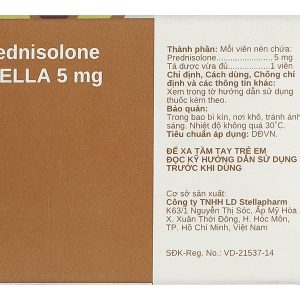 ednisolone
ELLA 5 mg
Thành phần: Mỗi viên nén chứa:
Prednisolone.......................5 mg
Tá dược vừa đủ....................1 viên
Chỉ định, Cách dùng, Chống chỉ
định và các thông tin khác:
Xem trong tờ hướng dẫn sử dụng
thuốc kèm theo.
Bảo quản:
Trong bao bì kín, nơi khô, tránh ánh
sáng. Nhiệt độ không quá 30°C.
Tiêu chuẩn áp dụng: DĐVN.
ĐỂ XA TẦM TAY TRẺ EM
ĐỌC KỸ HƯỚNG DẪN SỬ DỤNG
TRƯỚC KHI DÙNG
Cơ sở sản xuất:
Công ty TNHH LD Stellapharm
K63/1 Nguyễn Thị Sóc, Ấp Mỹ Hòa
X. Xuân Thới Đông, H. Hóc Môn,
TP. Hồ Chí Minh, Việt Nam
SĐK-Reg. No.: VD-21537-14